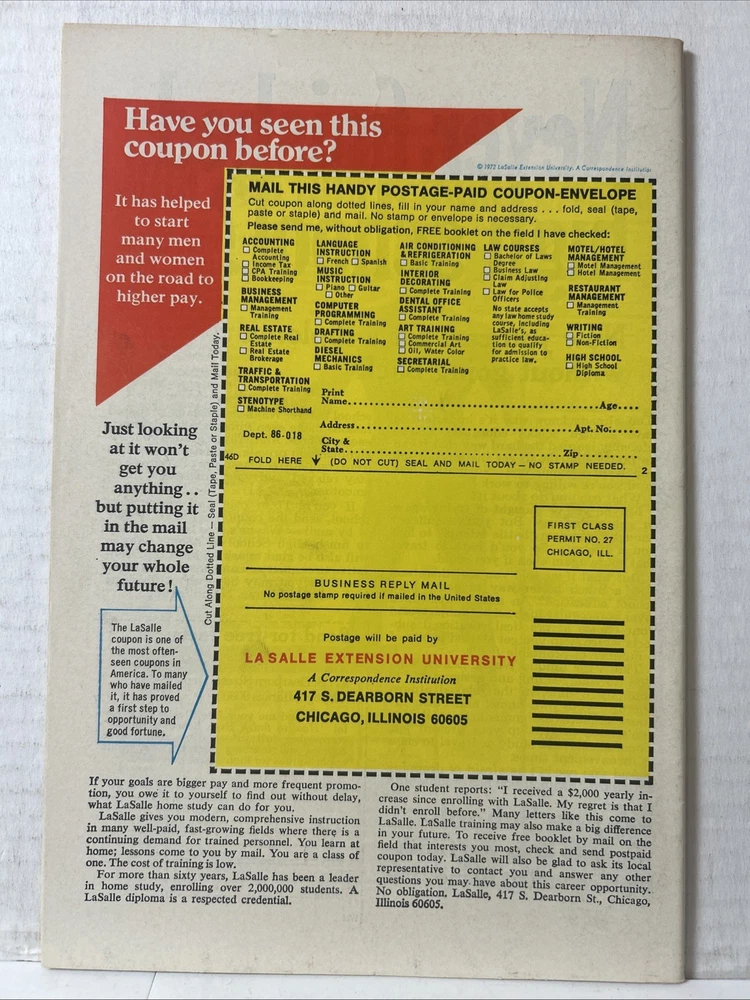 Have you seen this
coupon before?
© 1972 LaSalle Extension University, A Correspondence Institution
It has helped
to start
many men
and women
on the road to
higher pay.
MAIL THIS HANDY POSTAGE-PAID COUPON-ENVELOPE
Cut coupon along dotted lines, fill in your name and address . . . fold, seal (tape,
paste or staple) and mail. No stamp or envelope is necessary.
Please send me, without obligation, FREE booklet on the field I have checked:
ACCOUNTING
☐ Complete
Accounting
☐ Income Tax
☐ CPA Training
☐ Bookkeeping
BUSINESS
MANAGEMENT
☐ Management
Training
REAL ESTATE
☐ Complete Real
Estate
☐ Real Estate
Brokerage
TRAFFIC &
TRANSPORTATION
☐ Complete Training
STENOTYPE
☐ Machine Shorthand
LANGUAGE
INSTRUCTION
☐ French ☐ Spanish
MUSIC
INSTRUCTION
☐ Piano ☐ Guitar
☐ Other
COMPUTER
PROGRAMMING
☐ Complete Training
DRAFTING
☐ Complete Training
DIESEL
MECHANICS
☐ Basic Training
AIR CONDITIONING
& REFRIGERATION
☐ Basic Training
INTERIOR
DECORATING
☐ Complete Training
DENTAL OFFICE
ASSISTANT
☐ Complete Training
ART TRAINING
☐ Complete Training
☐ Commercial Art
☐ Oil, Water Color
SECRETARIAL
☐ Complete Training
LAW COURSES
☐ Bachelor of Laws
Degree
☐ Business Law
☐ Claim Adjusting
Law
☐ Law for Police
Officers
No state accepts
any law home study
course, including
LaSalle's, as
sufficient educa-
tion to qualify
for admission to
practice law.
MOTEL/HOTEL
MANAGEMENT
☐ Motel Management
☐ Hotel Management
RESTAURANT
MANAGEMENT
☐ Management
Training
WRITING
☐ Fiction
☐ Non-Fiction
HIGH SCHOOL
☐ High School
Diploma
Print
Name Age
Address Apt. No.
Dept. 86-018
City &
State Zip
46D FOLD HERE ↓ (DO NOT CUT) SEAL AND MAIL TODAY — NO STAMP NEEDED. 2
Cut Along Dotted Line — Seal (Tape, Paste or Staple) and Mail Today.
Just looking
at it won't
get you
anything . .
but putting it
in the mail
may change
your whole
future!
The LaSalle
coupon is one of
the most often-
seen coupons in
America. To many
who have mailed
it, it has proved
a first step to
opportunity and
good fortune.
FIRST CLASS
PERMIT NO. 27
CHICAGO, ILL.
BUSINESS REPLY MAIL
No postage stamp required if mailed in the United States
Postage will be paid by
LA SALLE EXTENSION UNIVERSITY
A Correspondence Institution
417 S. DEARBORN STREET
CHICAGO, ILLINOIS 60605
If your goals are bigger pay and more frequent promo-
tion, you owe it to yourself to find out without delay,
what LaSalle home study can do for you.
LaSalle gives you modern, comprehensive instruction
in many well-paid, fast-growing fields where there is a
continuing demand for trained personnel. You learn at
home; lessons come to you by mail. You are a class of
one. The cost of training is low.
For more than sixty years, LaSalle has been a leader
in home study, enrolling over 2,000,000 students. A
LaSalle diploma is a respected credential.
One student reports: "I received a $2,000 yearly in-
crease since enrolling with LaSalle. My regret is that I
didn't enroll before." Many letters like this come to
LaSalle. LaSalle training may also make a big difference
in your future. To receive free booklet by mail on the
field that interests you most, check and send postpaid
coupon today. LaSalle will also be glad to ask its local
representative to contact you and answer any other
questions you may have about this career opportunity.
No obligation. LaSalle, 417 S. Dearborn St., Chicago,
Illinois 60605.